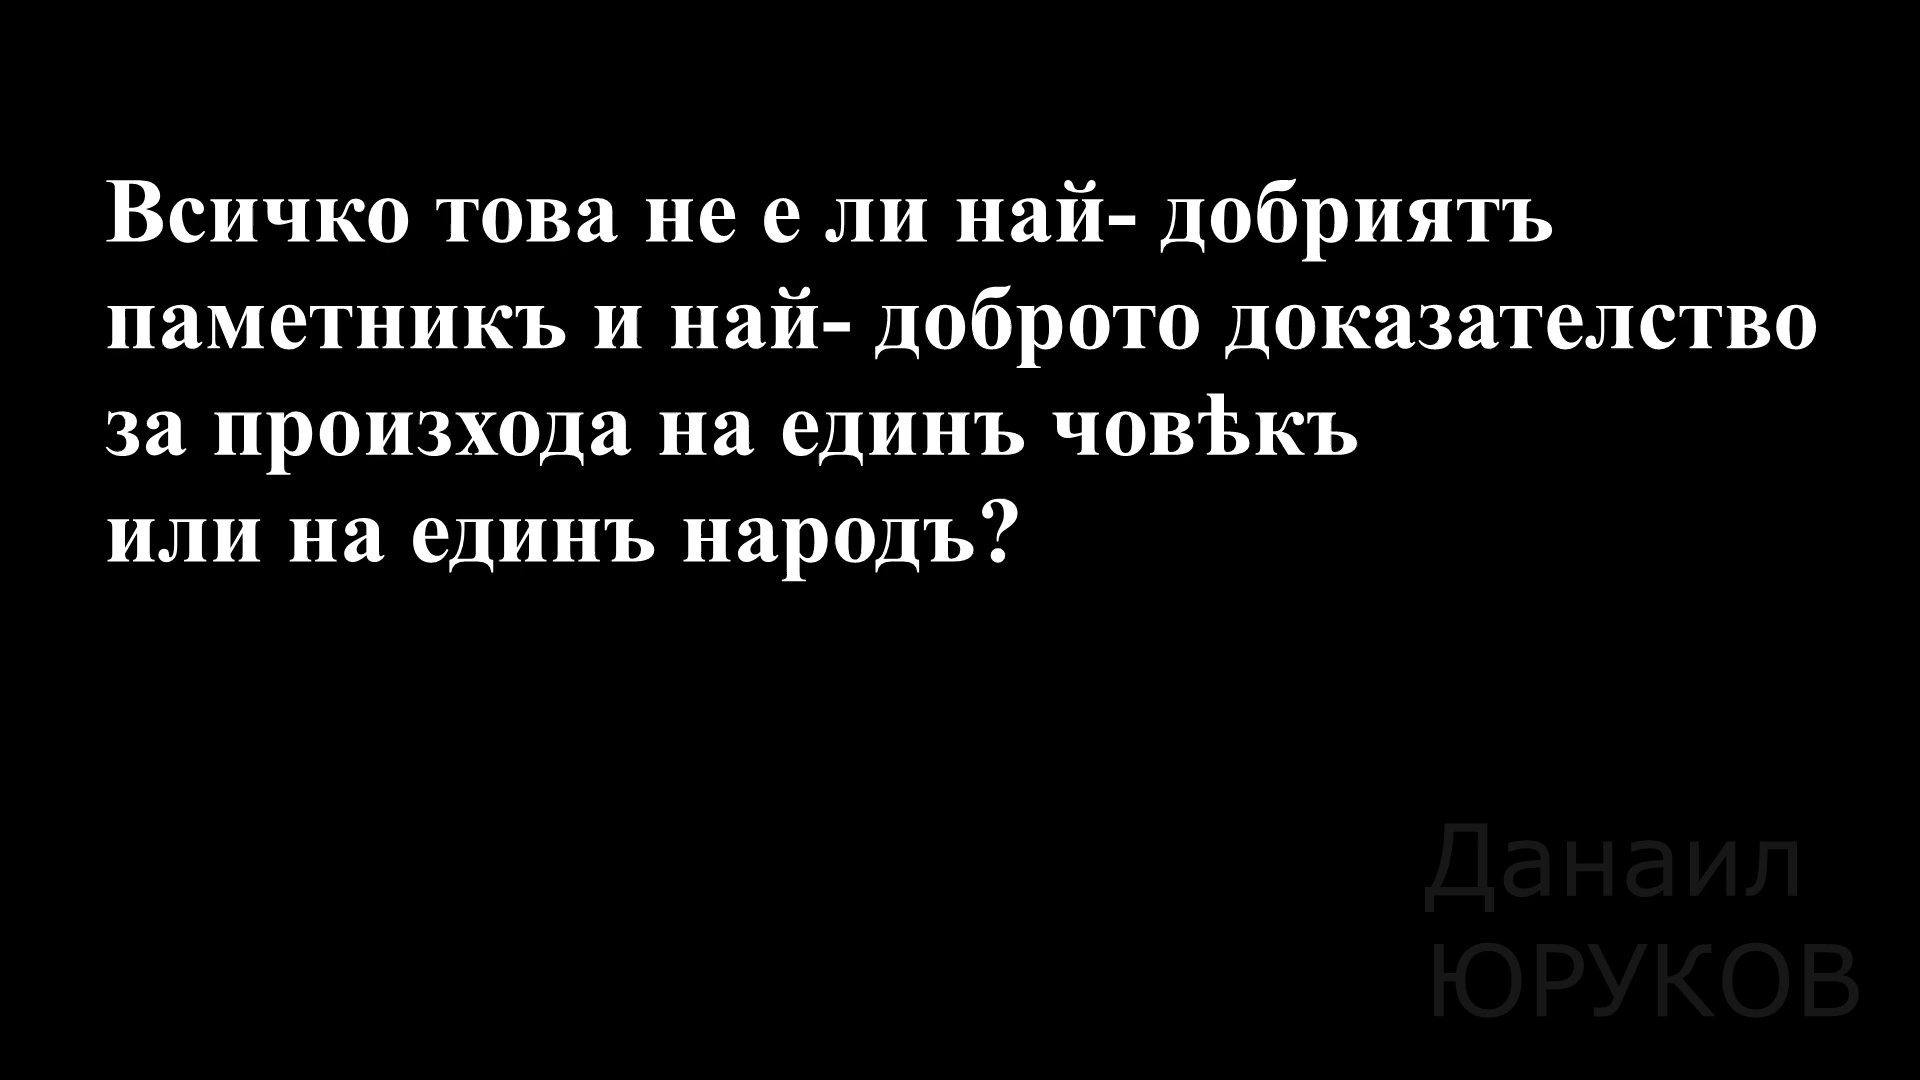 Всичко това не е ли най- добриятъ
паметникъ и най- доброто доказателство
за произхода на единъ човѣкъ
или на единъ народъ?
Данаил
ЮРУКОВ